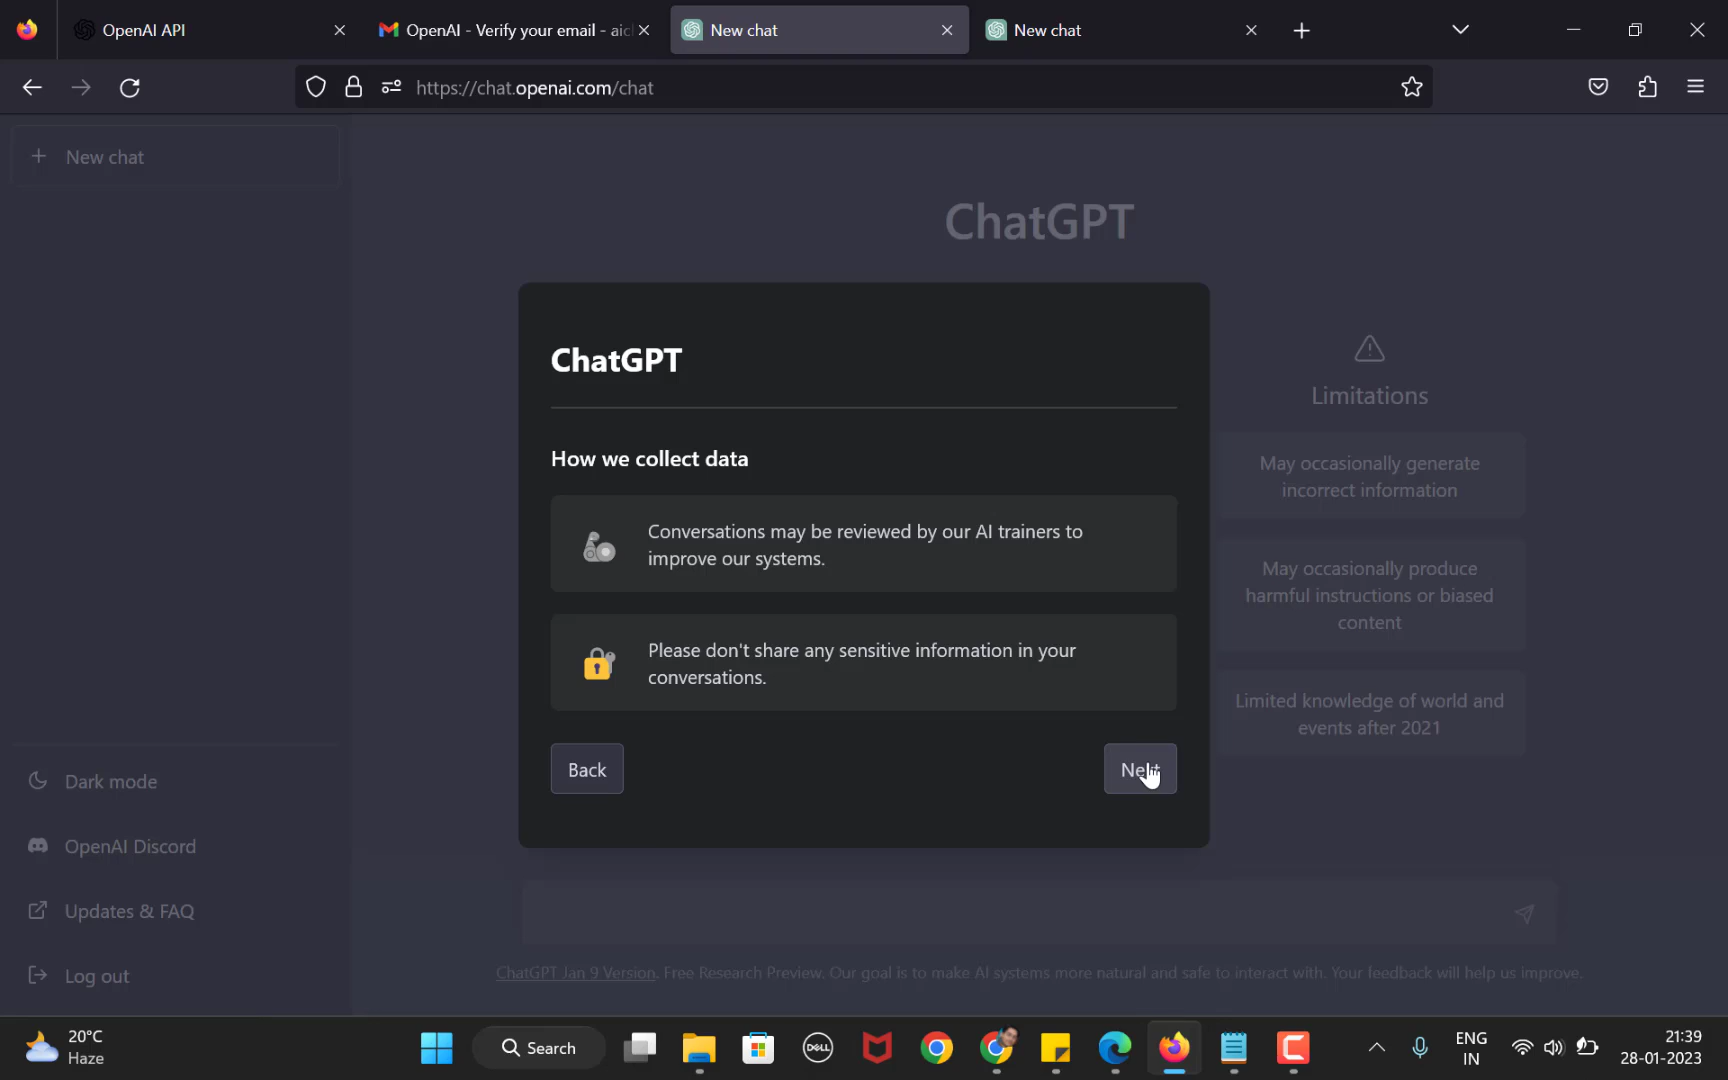 OpenAI API
OpenAI - Verify your email - aic
New chat
New chat
https://chat.openai.com/chat
New chat
ChatGPT
ChatGPT
How we collect data
Conversations may be reviewed by our AI trainers to
improve our systems.
Please don't share any sensitive information in your
conversations.
Back
Next
Limitations
May occasionally generate
incorrect information
May occasionally produce
harmful instructions or biased
content
Limited knowledge of world and
events after 2021
Dark mode
OpenAI Discord
Updates & FAQ
Log out
ChatGPT Jan 9 Version. Free Research Preview. Our goal is to make AI systems more natural and safe to interact with. Your feedback will help us improve.
20°C
Haze
Search
DELL
ENG
IN
21:39
28-01-2023